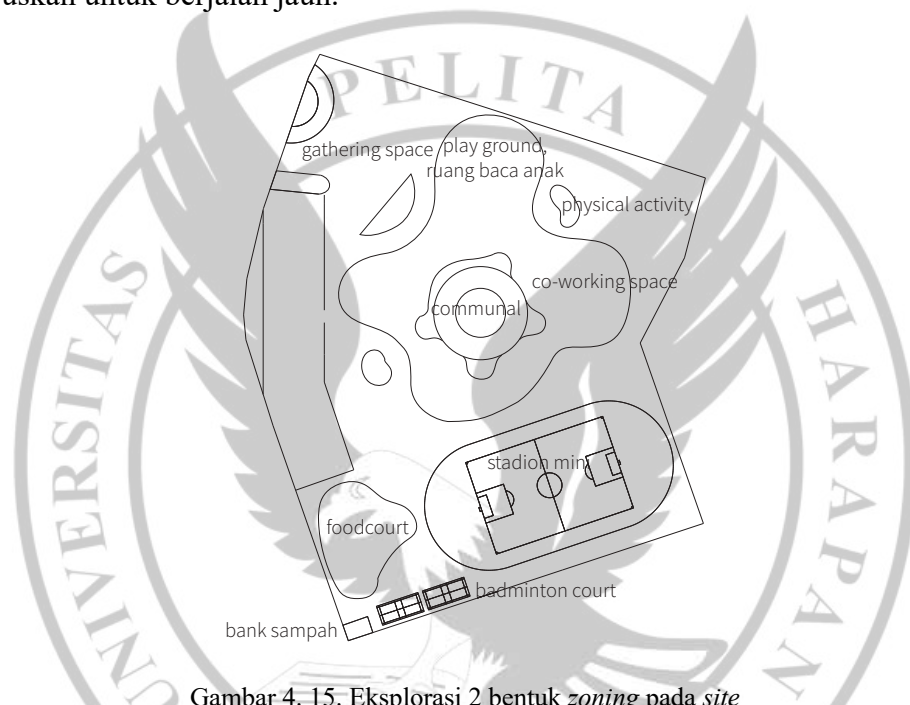 untuk berjalan jauh.
PELITA
UNIVERSITAS
HARAPAN
gathering space
play ground,
ruang baca anak
physical activity
co-working space
communal
stadion mini
foodcourt
badminton court
bank sampah
Gambar 4. 15. Eksplorasi 2 bentuk zoning pada site